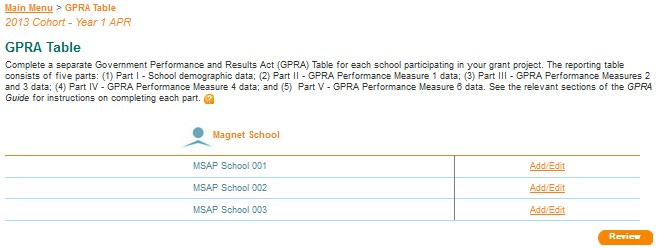 Main Menu > GPRA Table
2013 Cohort - Year 1 APR
GPRA Table
Complete a separate Government Performance and Results Act (GPRA) Table for each school participating in your grant project. The reporting table
consists of five parts: (1) Part I - School demographic data; (2) Part II - GPRA Performance Measure 1 data; (3) Part III - GPRA Performance Measures 2
and 3 data; (4) Part IV - GPRA Performance Measure 4 data; and (5) Part V - GPRA Performance Measure 6 data. See the relevant sections of the GPRA
Guide for instructions on completing each part. ?
Magnet School
MSAP School 001 Add/Edit
MSAP School 002 Add/Edit
MSAP School 003 Add/Edit
Review